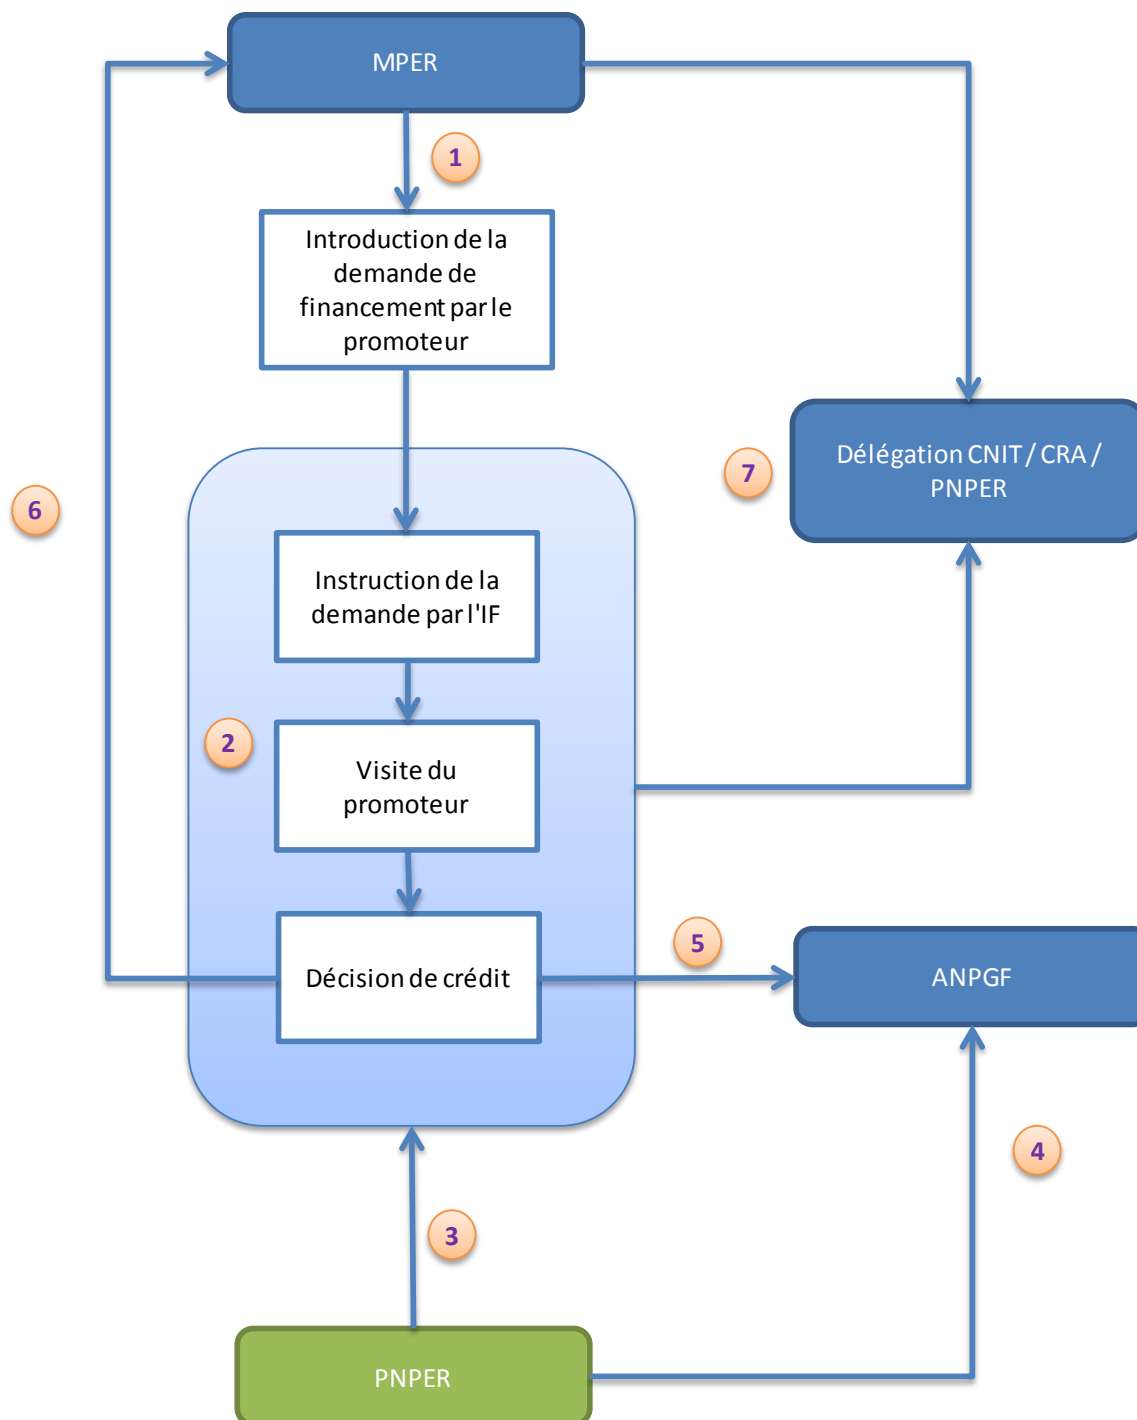 MPER
1
Introduction de la
demande de
financement par le
promoteur
Délégation CNIT / CRA /
PNPER
7
6
Instruction de la
demande par l'IF
2
Visite du
promoteur
5
Décision de crédit
ANPGF
4
3
PNPER